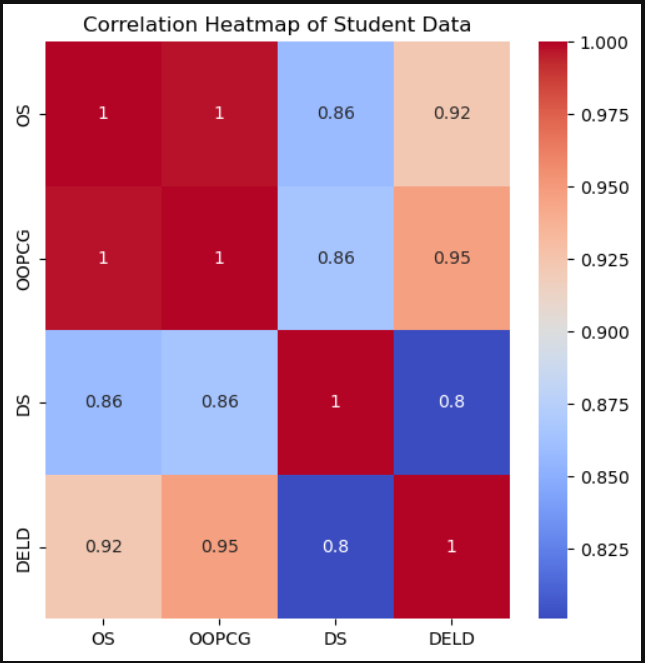 Correlation Heatmap of Student Data
OS 1 1 0.86 0.92
OOPCG 1 1 0.86 0.95
DS 0.86 0.86 1 0.8
DELD 0.92 0.95 0.8 1
OS OOPCG DS DELD
1.000
0.975
0.950
0.925
0.900
0.875
0.850
0.825